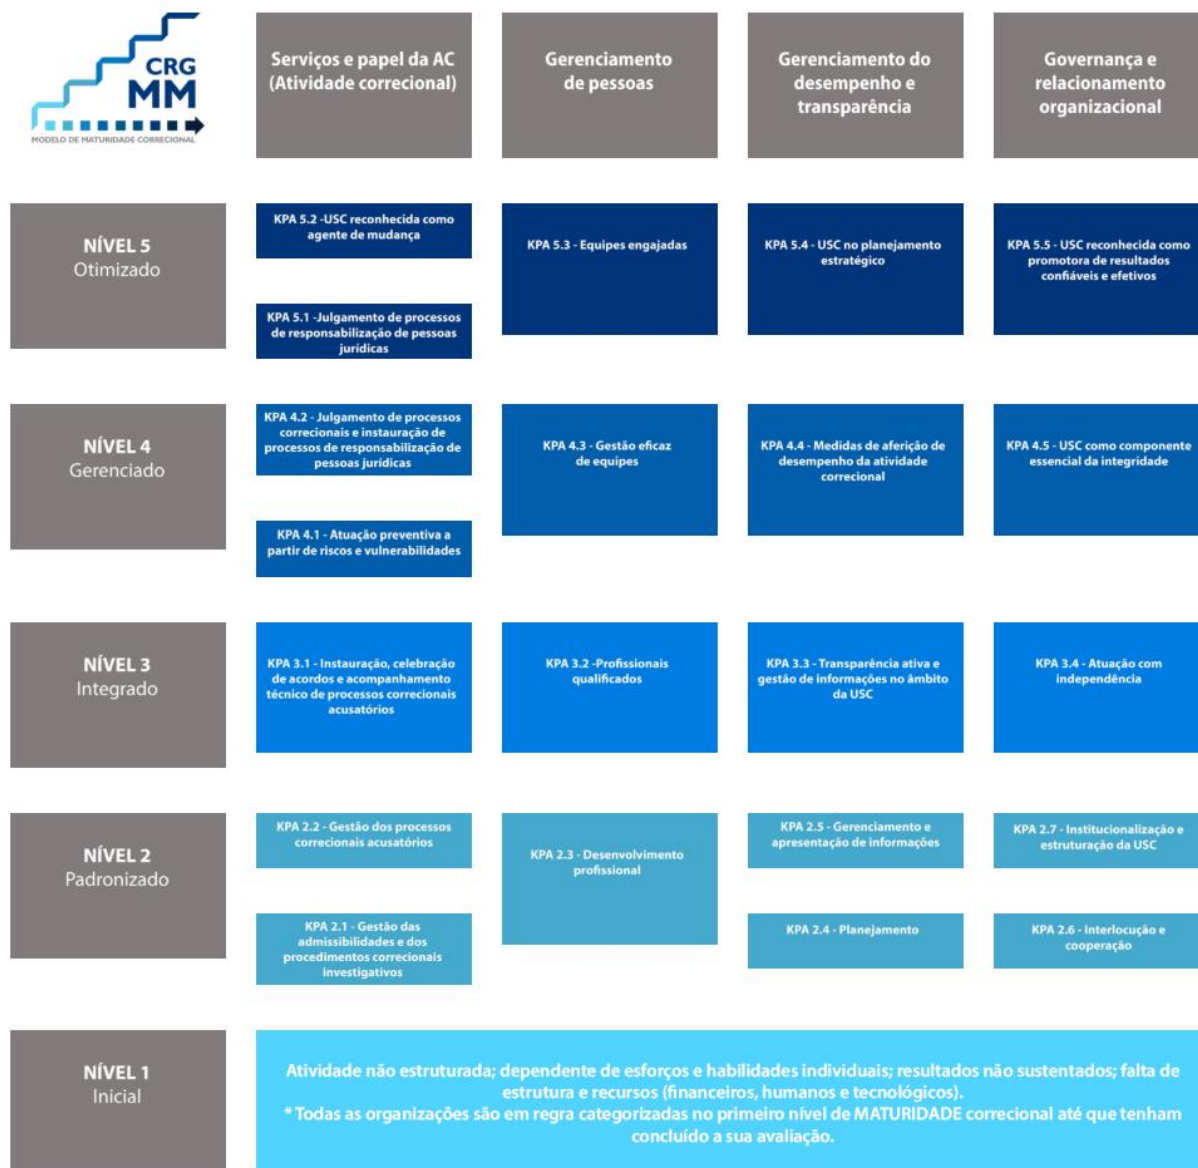 CRG
MM
MODELO DE MATURIDADE CORRECIONAL
Serviços e papel da AC
(Atividade correcional)
Gerenciamento
de pessoas
Gerenciamento do
desempenho e
transparência
Governança e
relacionamento
organizacional
NÍVEL 5
Otimizado
KPA 5.2 -USC reconhecida como
agente de mudança
KPA 5.1 -Julgamento de processos
de responsabilização de pessoas
jurídicas
KPA 5.3 - Equipes engajadas
KPA 5.4 - USC no planejamento
estratégico
KPA 5.5 - USC reconhecida como
promotora de resultados
confiáveis e efetivos
NÍVEL 4
Gerenciado
KPA 4.2 - Julgamento de processos
correcionais e instauração de
processos de responsabilização de
pessoas jurídicas
KPA 4.1 - Atuação preventiva a
partir de riscos e vulnerabilidades
KPA 4.3 - Gestão eficaz
de equipes
KPA 4.4 - Medidas de aferição de
desempenho da atividade
correcional
KPA 4.5 - USC como componente
essencial da integridade
NÍVEL 3
Integrado
KPA 3.1 - Instauração, celebração
de acordos e acompanhamento
técnico de processos correcionais
acusatórios
KPA 3.2 -Profissionais
qualificados
KPA 3.3 - Transparência ativa e
gestão de informações no âmbito
da USC
KPA 3.4 - Atuação com
independência
NÍVEL 2
Padronizado
KPA 2.2 - Gestão dos processos
correcionais acusatórios
KPA 2.1 - Gestão das
admissibilidades e dos
procedimentos correcionais
investigativos
KPA 2.3 - Desenvolvimento
profissional
KPA 2.5 - Gerenciamento e
apresentação de informações
KPA 2.4 - Planejamento
KPA 2.7 - Institucionalização e
estruturação da USC
KPA 2.6 - Interlocução e
cooperação
NÍVEL 1
Inicial
Atividade não estruturada; dependente de esforços e habilidades individuais; resultados não sustentados; falta de
estrutura e recursos (financeiros, humanos e tecnológicos).
* Todas as organizações são em regra categorizadas no primeiro nível de MATURIDADE correcional até que tenham
concluído a sua avaliação.